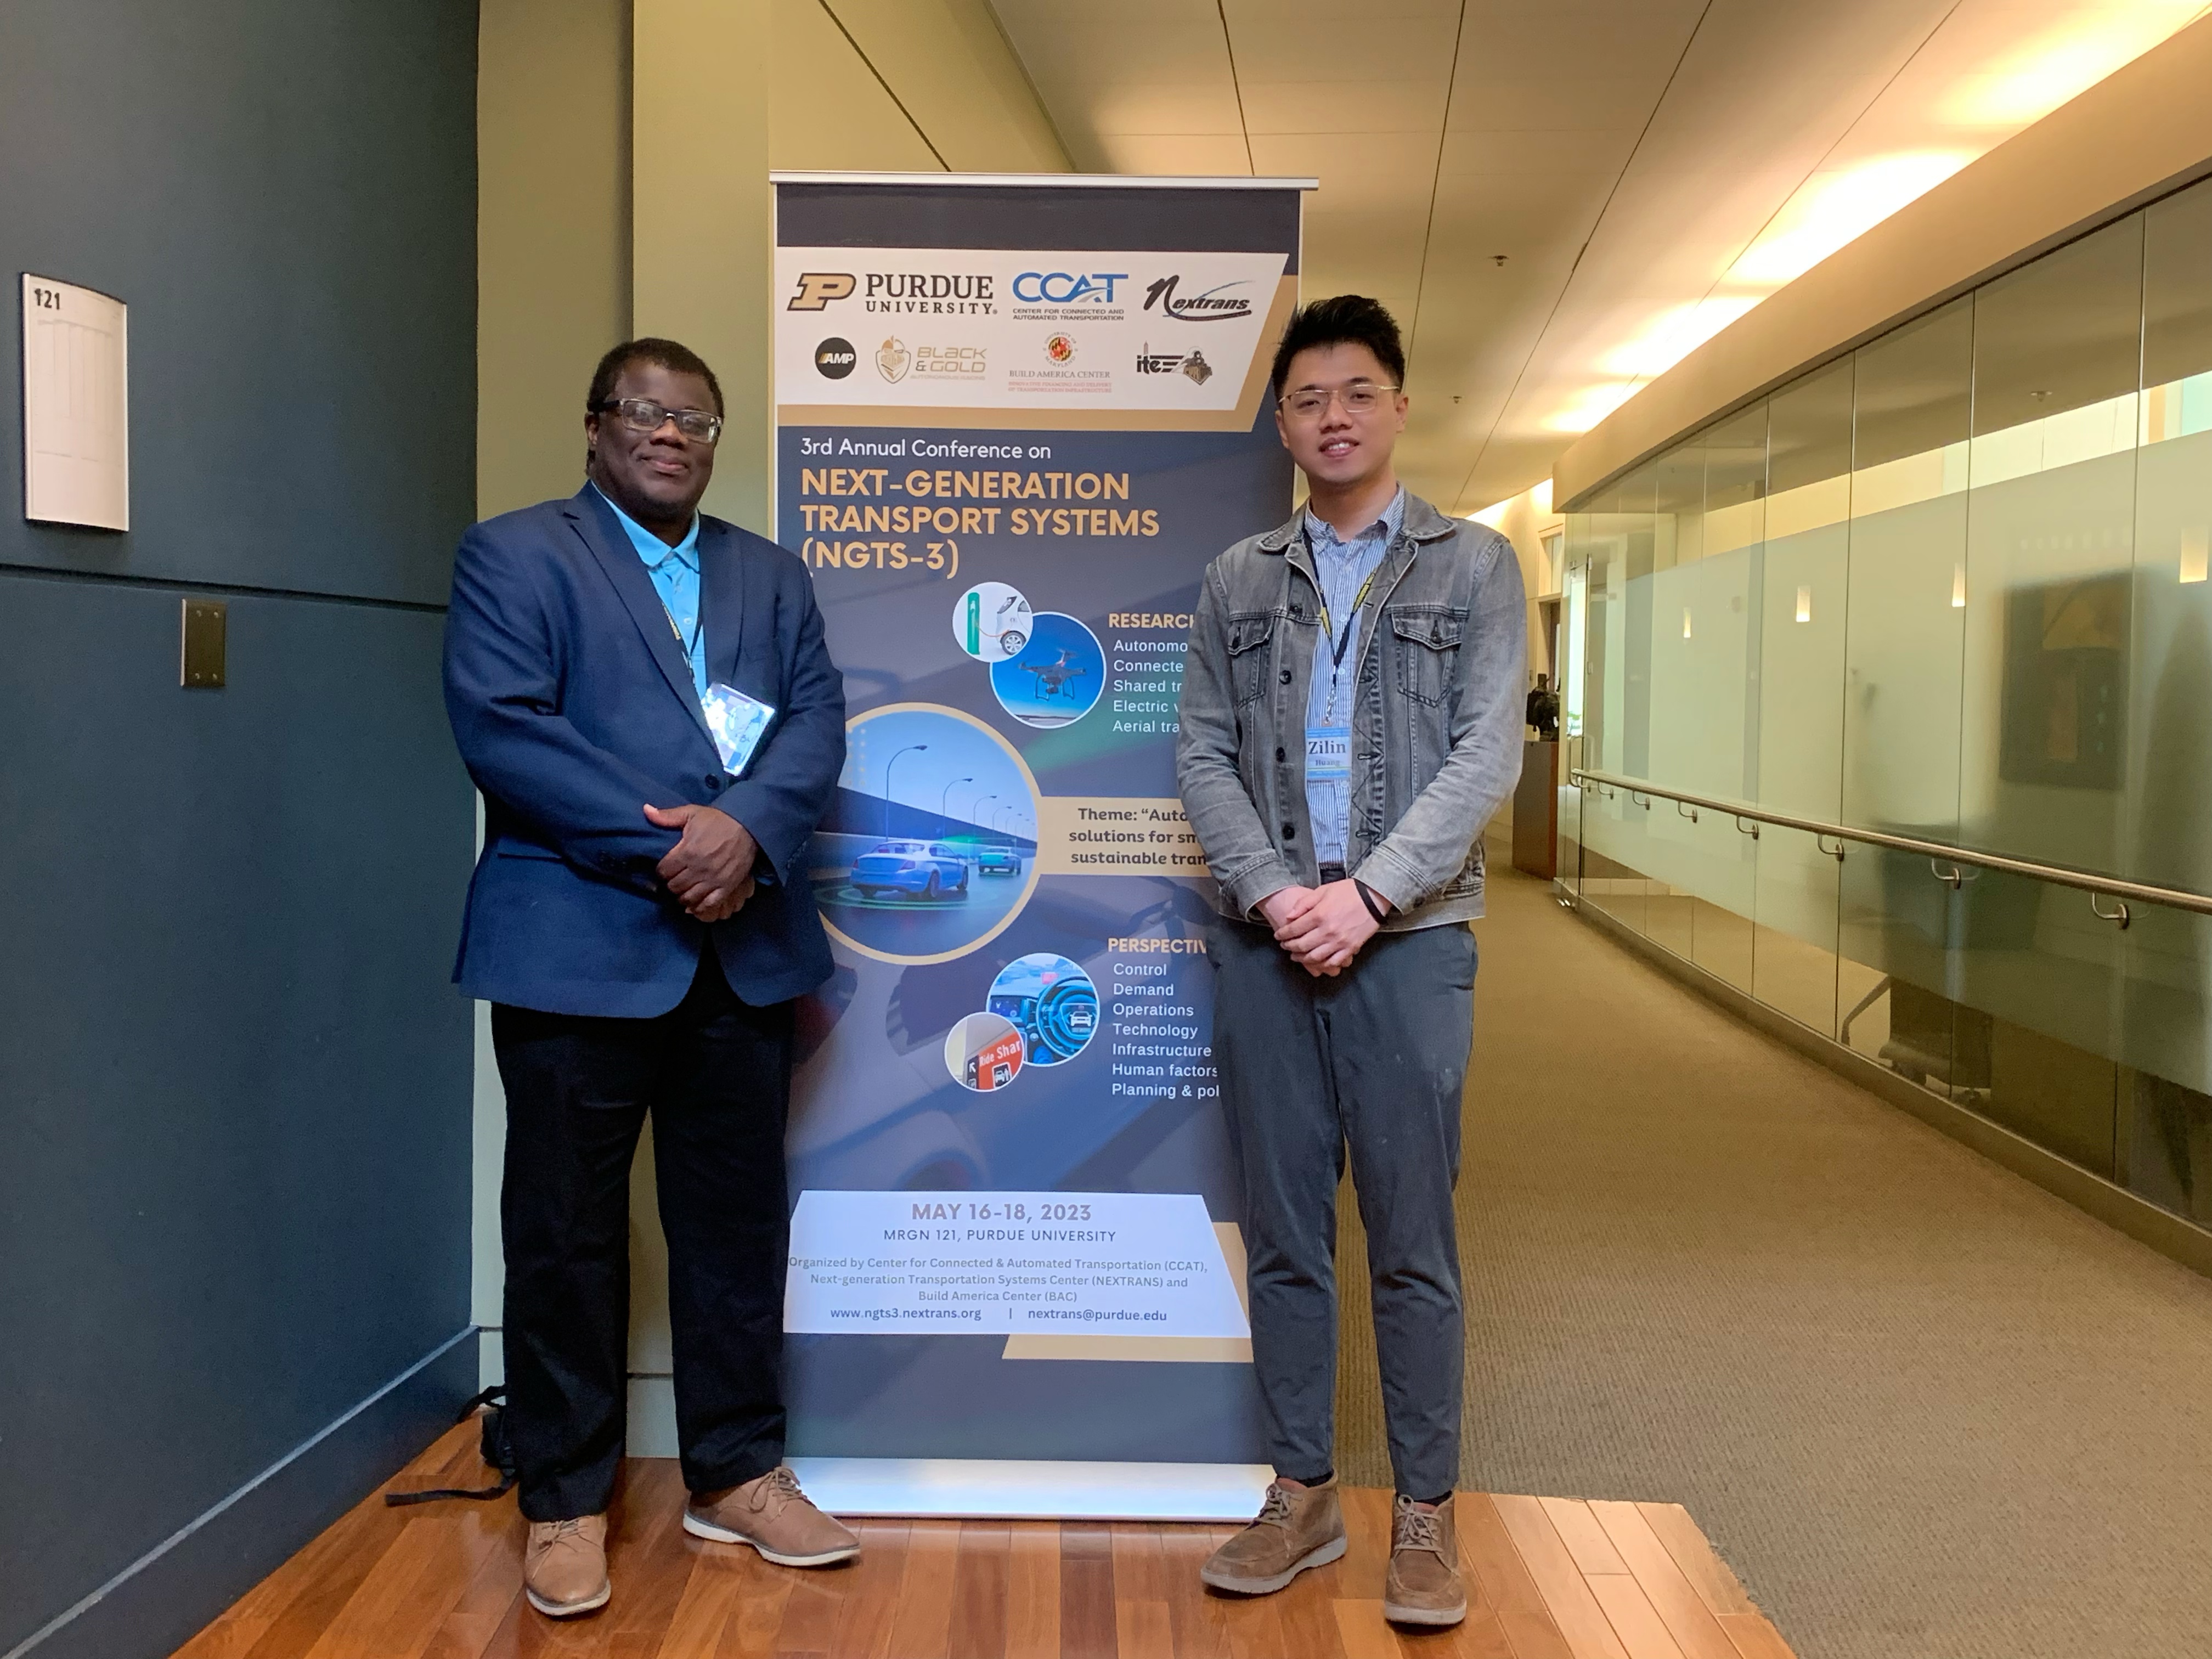 121
PURDUE
UNIVERSITY®
CCAT
CENTER FOR CONNECTED AND
AUTOMATED TRANSPORTATION
Nextrans
AMP
BLACK
& GOLD
BUILD AMERICA CENTER
ite
3rd Annual Conference on
NEXT-GENERATION
TRANSPORT SYSTEMS
(NGTS-3)
RESEARCH
Autonomo
Connecte
Shared tr
Electric v
Aerial tra
Theme: “Auto
solutions for sm
sustainable tran
PERSPECTIV
Control
Demand
Operations
Technology
Infrastructure
Human factors
Planning & pol
Ride Shar
MAY 16-18, 2023
MRGN 121, PURDUE UNIVERSITY
Organized by Center for Connected & Automated Transportation (CCAT),
Next-generation Transportation Systems Center (NEXTRANS) and
Build America Center (BAC)
www.ngts3.nextrans.org | nextrans@purdue.edu
Zilin
Huang